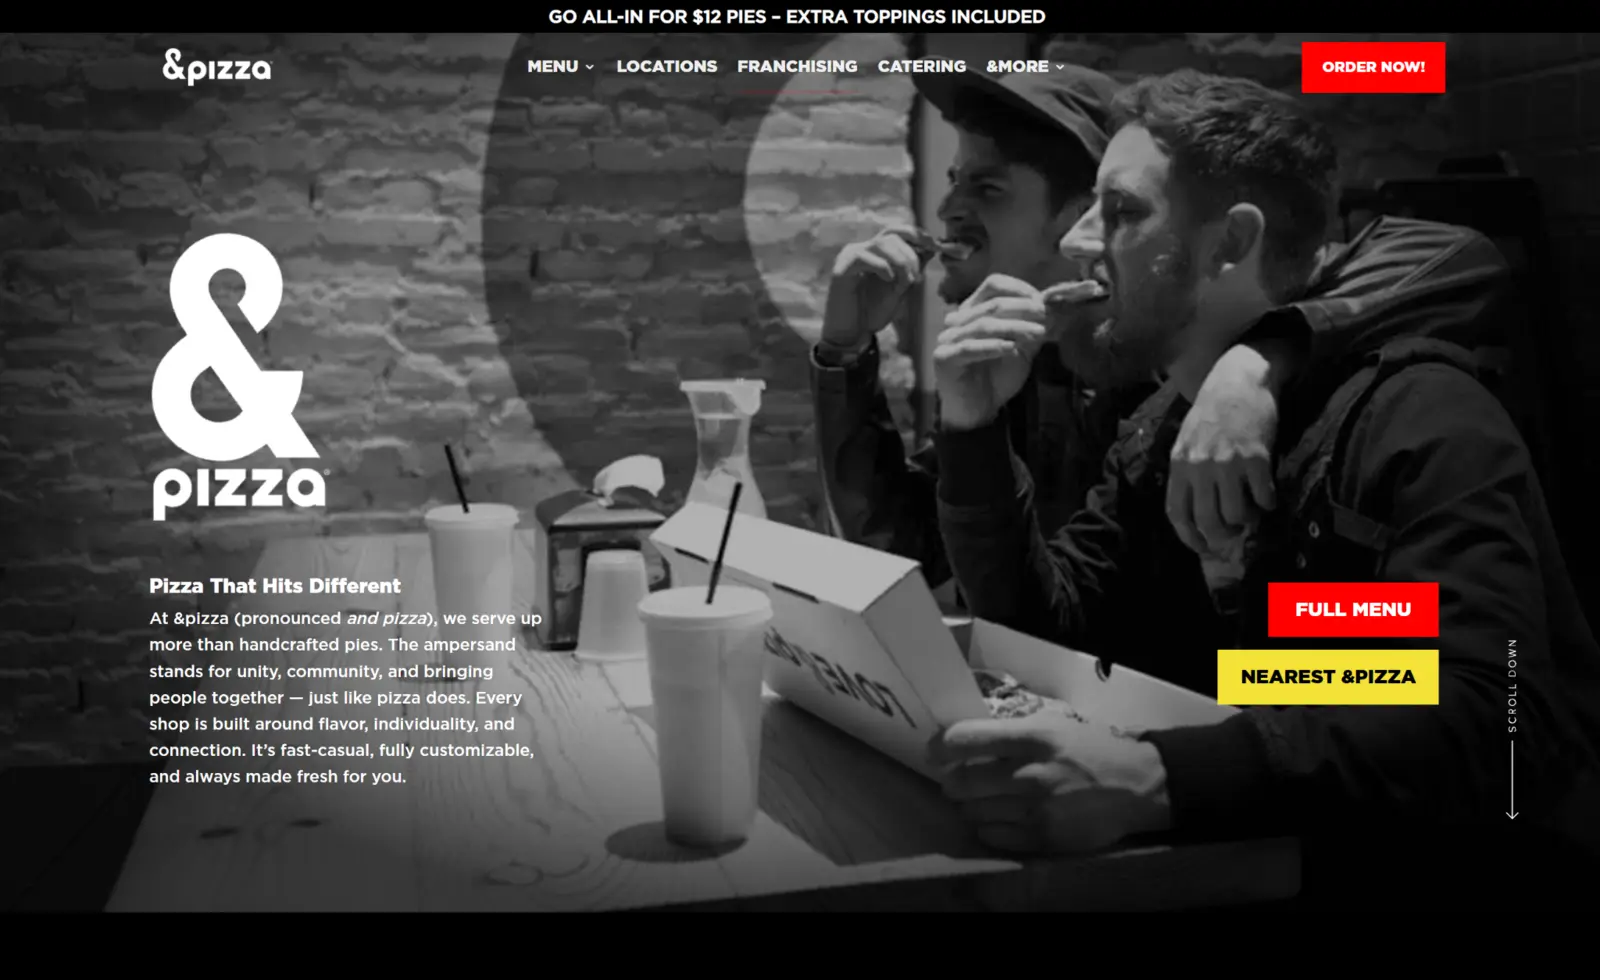 GO ALL-IN FOR $12 PIES – EXTRA TOPPINGS INCLUDED
&pizza
MENU
LOCATIONS
FRANCHISING
CATERING
&MORE
ORDER NOW!
&
pizza
Pizza That Hits Different
At &pizza (pronounced and pizza), we serve up
more than handcrafted pies. The ampersand
stands for unity, community, and bringing
people together — just like pizza does. Every
shop is built around flavor, individuality, and
connection. It’s fast-casual, fully customizable,
and always made fresh for you.
FULL MENU
NEAREST &PIZZA
SCROLL DOWN